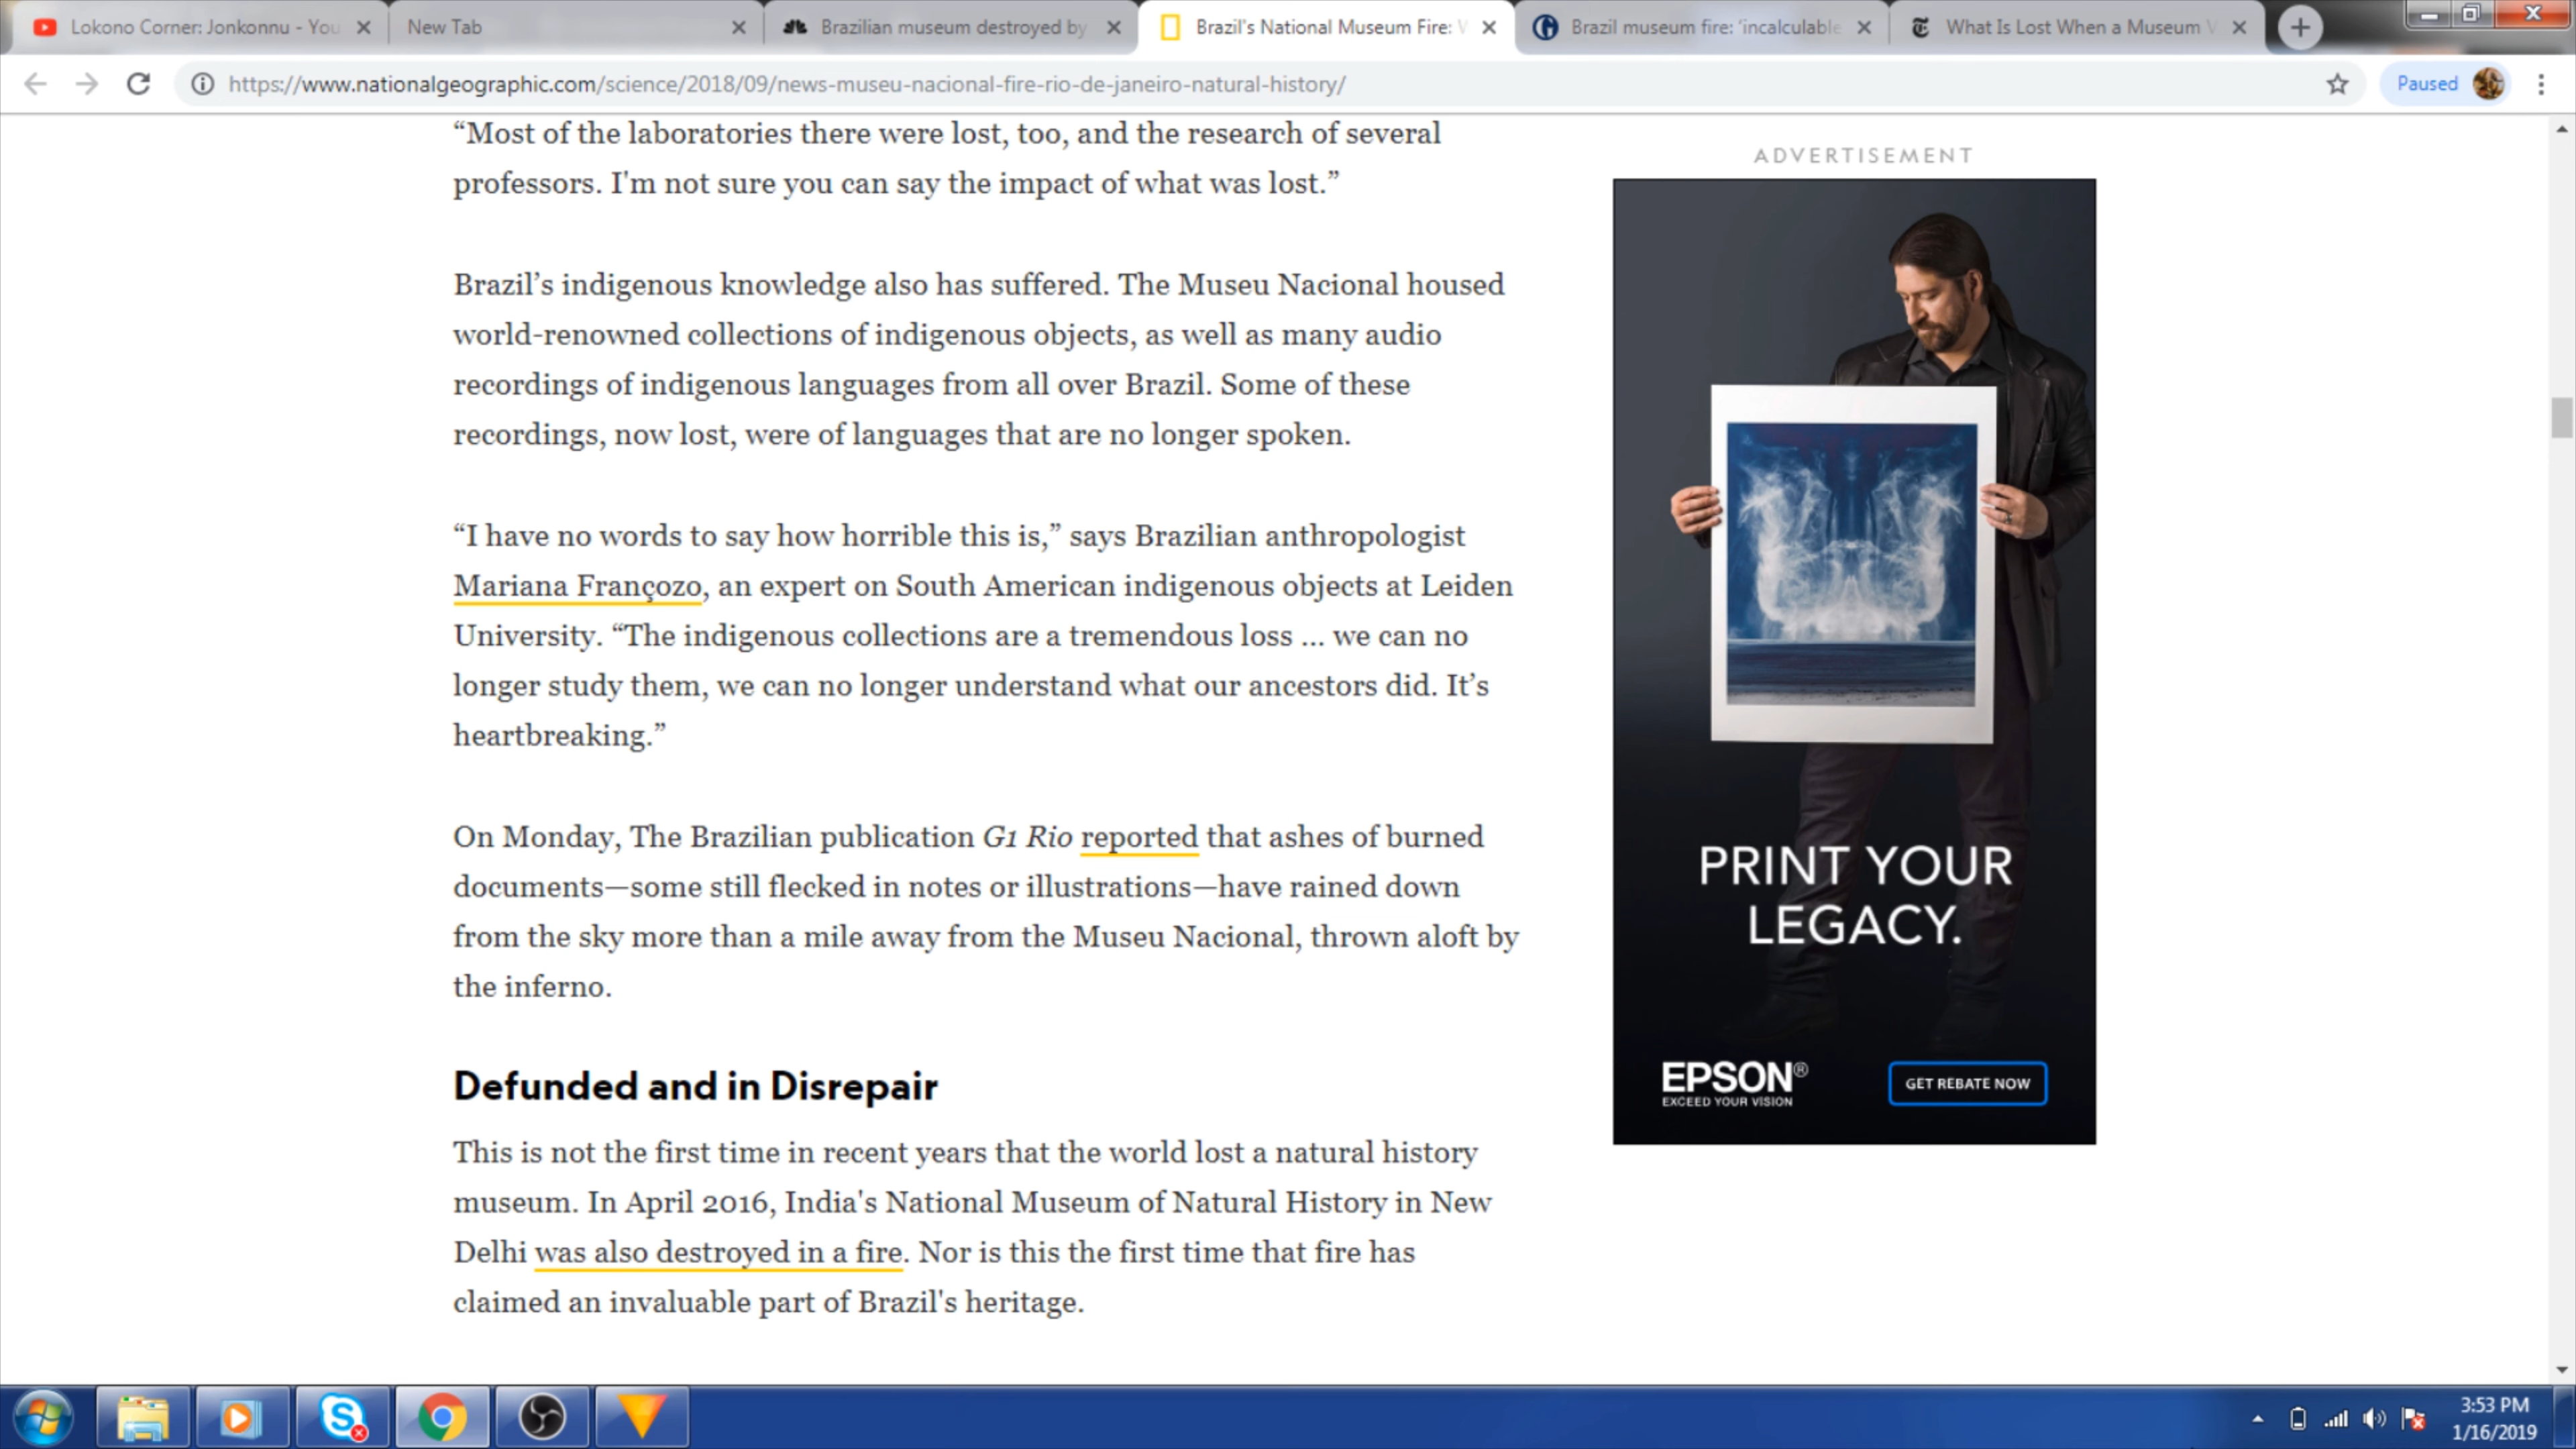 Lokono Corner: Jonkonnu - You
New Tab
Brazilian museum destroyed by
Brazil's National Museum Fire: W
Brazil museum fire: 'incalculable
What Is Lost When a Museum V
https://www.nationalgeographic.com/science/2018/09/news-museu-nacional-fire-rio-de-janeiro-natural-history/
Paused
“Most of the laboratories there were lost, too, and the research of several
professors. I'm not sure you can say the impact of what was lost.”
Brazil’s indigenous knowledge also has suffered. The Museu Nacional housed
world-renowned collections of indigenous objects, as well as many audio
recordings of indigenous languages from all over Brazil. Some of these
recordings, now lost, were of languages that are no longer spoken.
“I have no words to say how horrible this is,” says Brazilian anthropologist
Mariana Françozo, an expert on South American indigenous objects at Leiden
University. “The indigenous collections are a tremendous loss ... we can no
longer study them, we can no longer understand what our ancestors did. It’s
heartbreaking.”
On Monday, The Brazilian publication G1 Rio reported that ashes of burned
documents—some still flecked in notes or illustrations—have rained down
from the sky more than a mile away from the Museu Nacional, thrown aloft by
the inferno.
Defunded and in Disrepair
This is not the first time in recent years that the world lost a natural history
museum. In April 2016, India's National Museum of Natural History in New
Delhi was also destroyed in a fire. Nor is this the first time that fire has
claimed an invaluable part of Brazil's heritage.
ADVERTISEMENT
PRINT YOUR
LEGACY.
EPSON®
EXCEED YOUR VISION
GET REBATE NOW
3:53 PM
1/16/2019